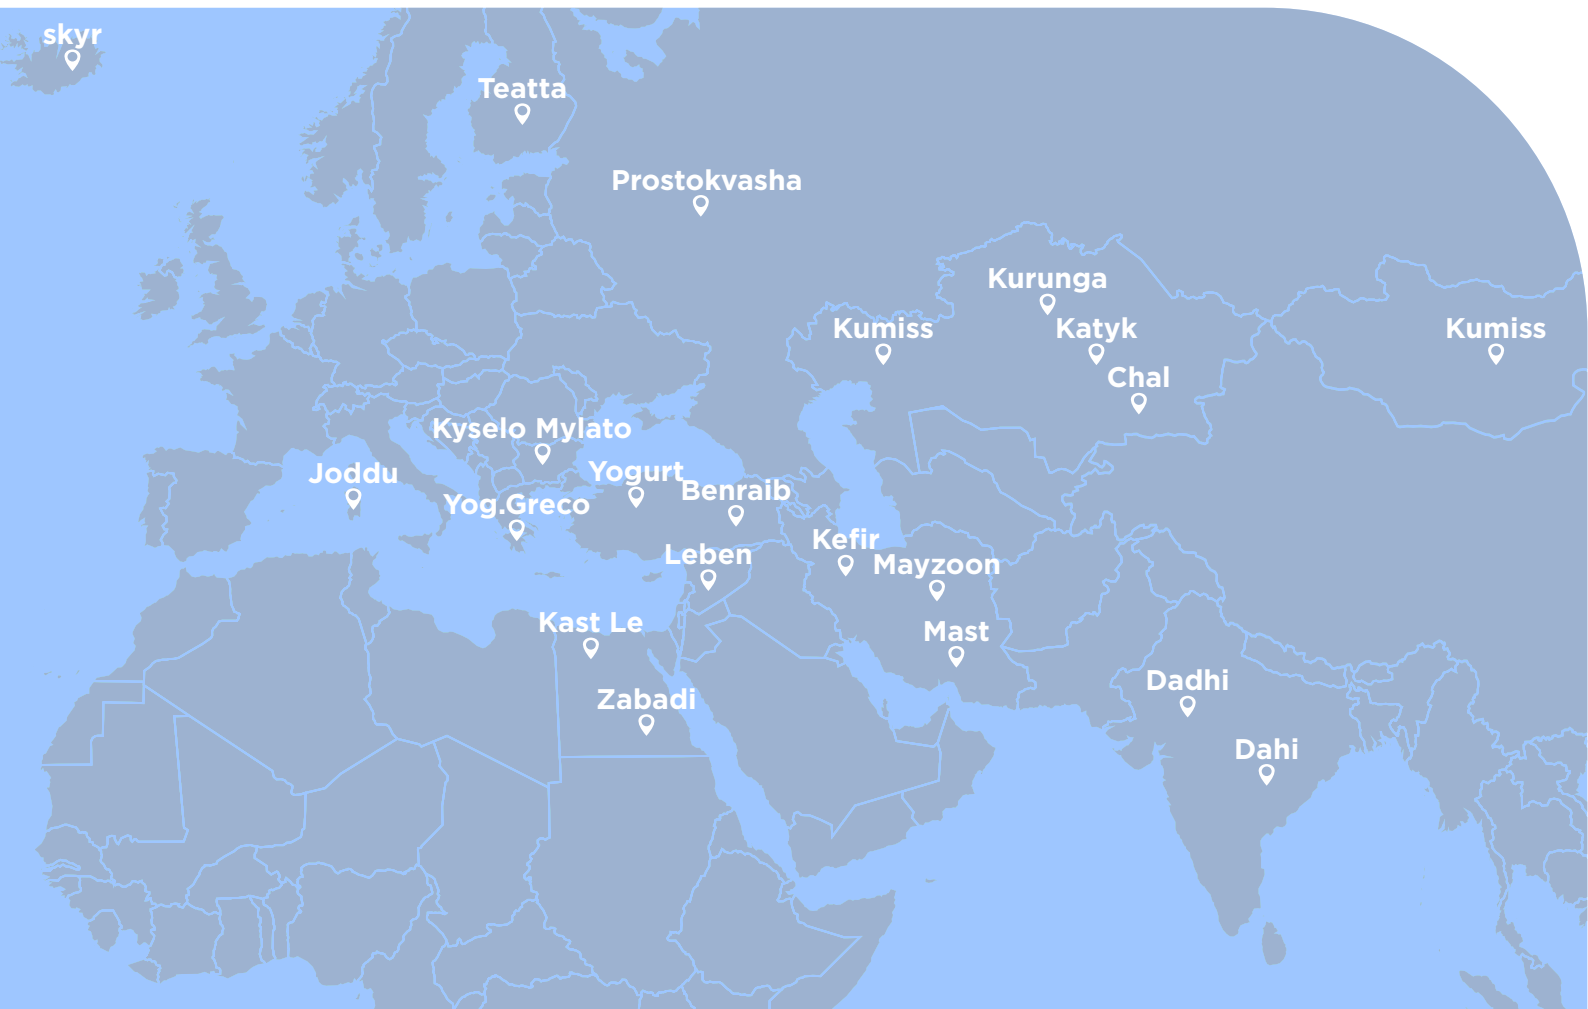 skyr
Teatta
Prostokvasha
Kurunga
Kumiss
Katyk
Kumiss
Chal
Kyselo Mylato
Joddu
Yogurt
Benraib
Yog.Greco
Kefir
Leben
Mayzoon
Kast Le
Mast
Dadhi
Zabadi
Dahi